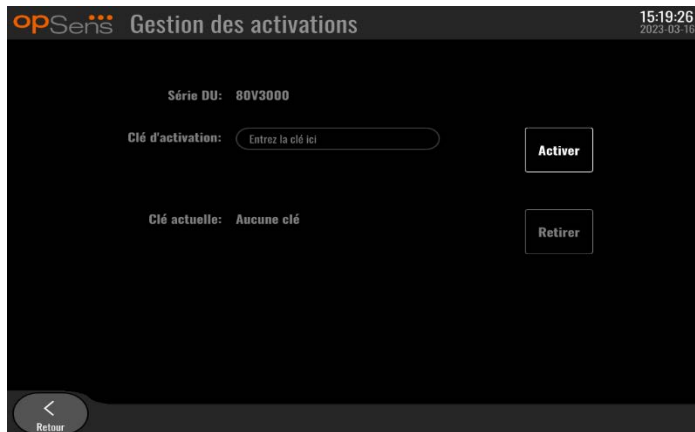 opSens Gestion des activations 15:19:26
2023-03-16
Série DU: 80V3000
Clé d'activation: Entrez la clé ici Activer
Clé actuelle: Aucune clé Retirer
Retour